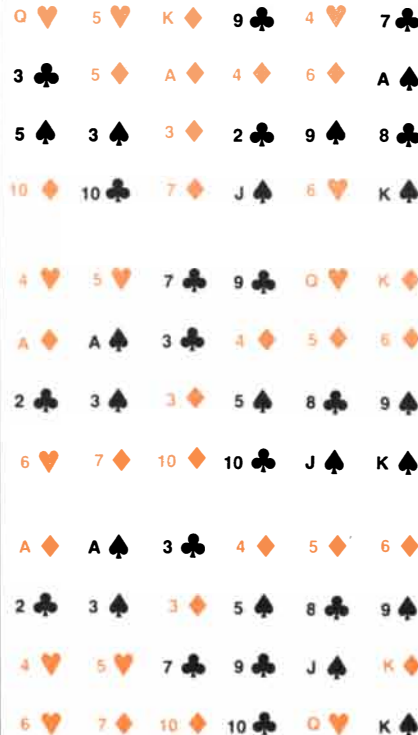 Q ♥ 5 ♥ K ♦ 9 ♣ 4 ♥ 7 ♣
3 ♣ 5 ♦ A ♦ 4 ♦ 6 ♦ A ♠
5 ♠ 3 ♠ 3 ♦ 2 ♣ 9 ♠ 8 ♣
10 ♦ 10 ♣ 7 ♦ J ♠ 6 ♥ K ♠
4 ♥ 5 ♥ 7 ♣ 9 ♣ Q ♥ K ♦
A ♦ A ♠ 3 ♣ 4 ♦ 5 ♦ 6 ♦
2 ♣ 3 ♠ 3 ♦ 5 ♠ 8 ♣ 9 ♠
6 ♥ 7 ♦ 10 ♦ 10 ♣ J ♠ K ♠
A ♦ A ♠ 3 ♣ 4 ♦ 5 ♦ 6 ♦
2 ♣ 3 ♠ 3 ♦ 5 ♠ 8 ♣ 9 ♠
4 ♥ 5 ♥ 7 ♣ 9 ♣ J ♠ K ♦
6 ♥ 7 ♦ 10 ♦ 10 ♣ Q ♥ K ♠